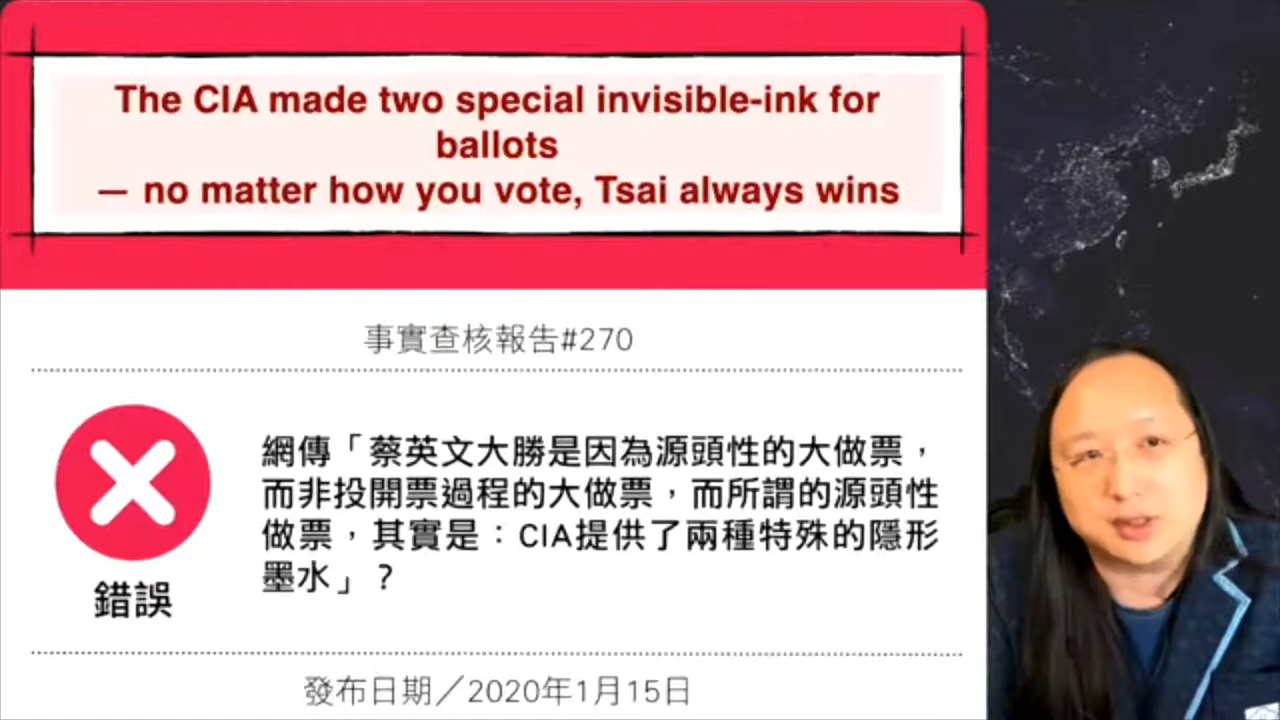 The CIA made two special invisible-ink for
ballots
— no matter how you vote, Tsai always wins
事實查核報告#270
網傳「蔡英文大勝是因為源頭性的大做票，
而非投開票過程的大做票，而所謂的源頭性
做票，其實是：CIA提供了兩種特殊的隱形
墨水」？
錯誤
發布日期／2020年1月15日